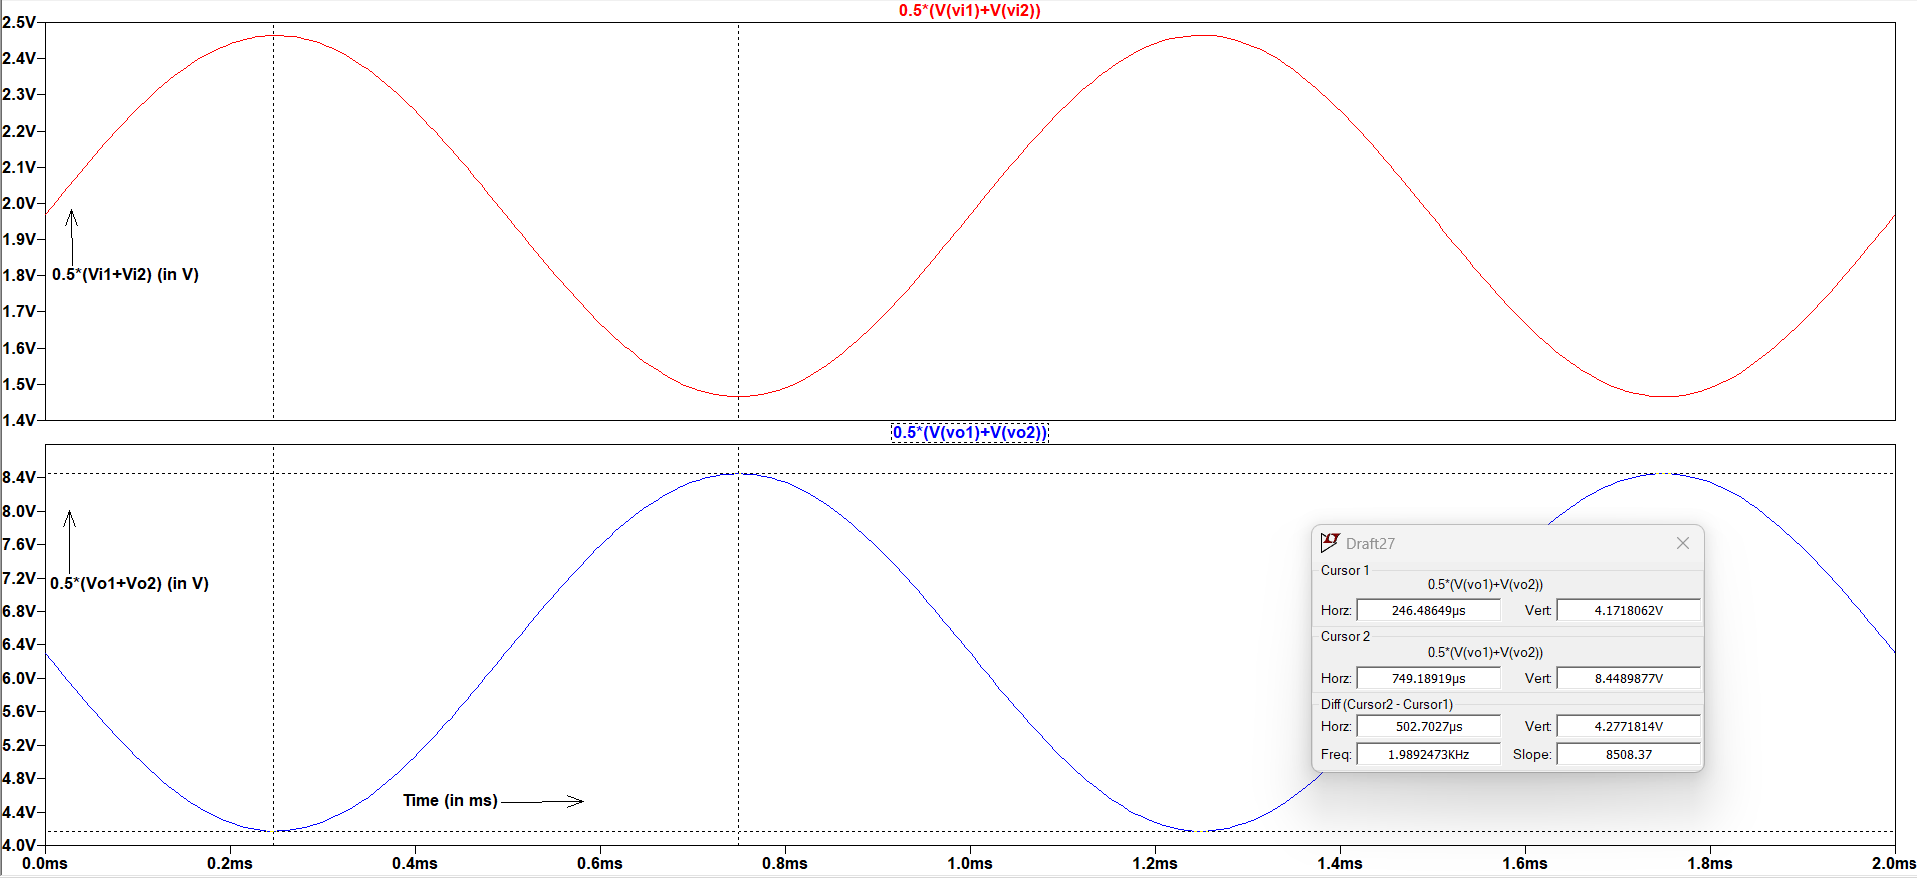 0.5*(V(vi1)+V(vi2))
2.5V
2.4V
2.3V
2.2V
2.1V
2.0V
1.9V
1.8V
1.7V
1.6V
1.5V
1.4V
0.5*(Vi1+Vi2) (in V)
0.5*(V(vo1)+V(vo2))
8.4V
8.0V
7.6V
7.2V
6.8V
6.4V
6.0V
5.6V
5.2V
4.8V
4.4V
4.0V
0.5*(Vo1+Vo2) (in V)
Time (in ms)
0.0ms 0.2ms 0.4ms 0.6ms 0.8ms 1.0ms 1.2ms 1.4ms 1.6ms 1.8ms 2.0ms
Draft27
Cursor 1
0.5*(V(vo1)+V(vo2))
Horz: 246.48649µs Vert: 4.1718062V
Cursor 2
0.5*(V(vo1)+V(vo2))
Horz: 749.18919µs Vert: 8.4489877V
Diff (Cursor2 - Cursor1)
Horz: 502.7027µs Vert: 4.2771814V
Freq: 1.9892473KHz Slope: 8508.37